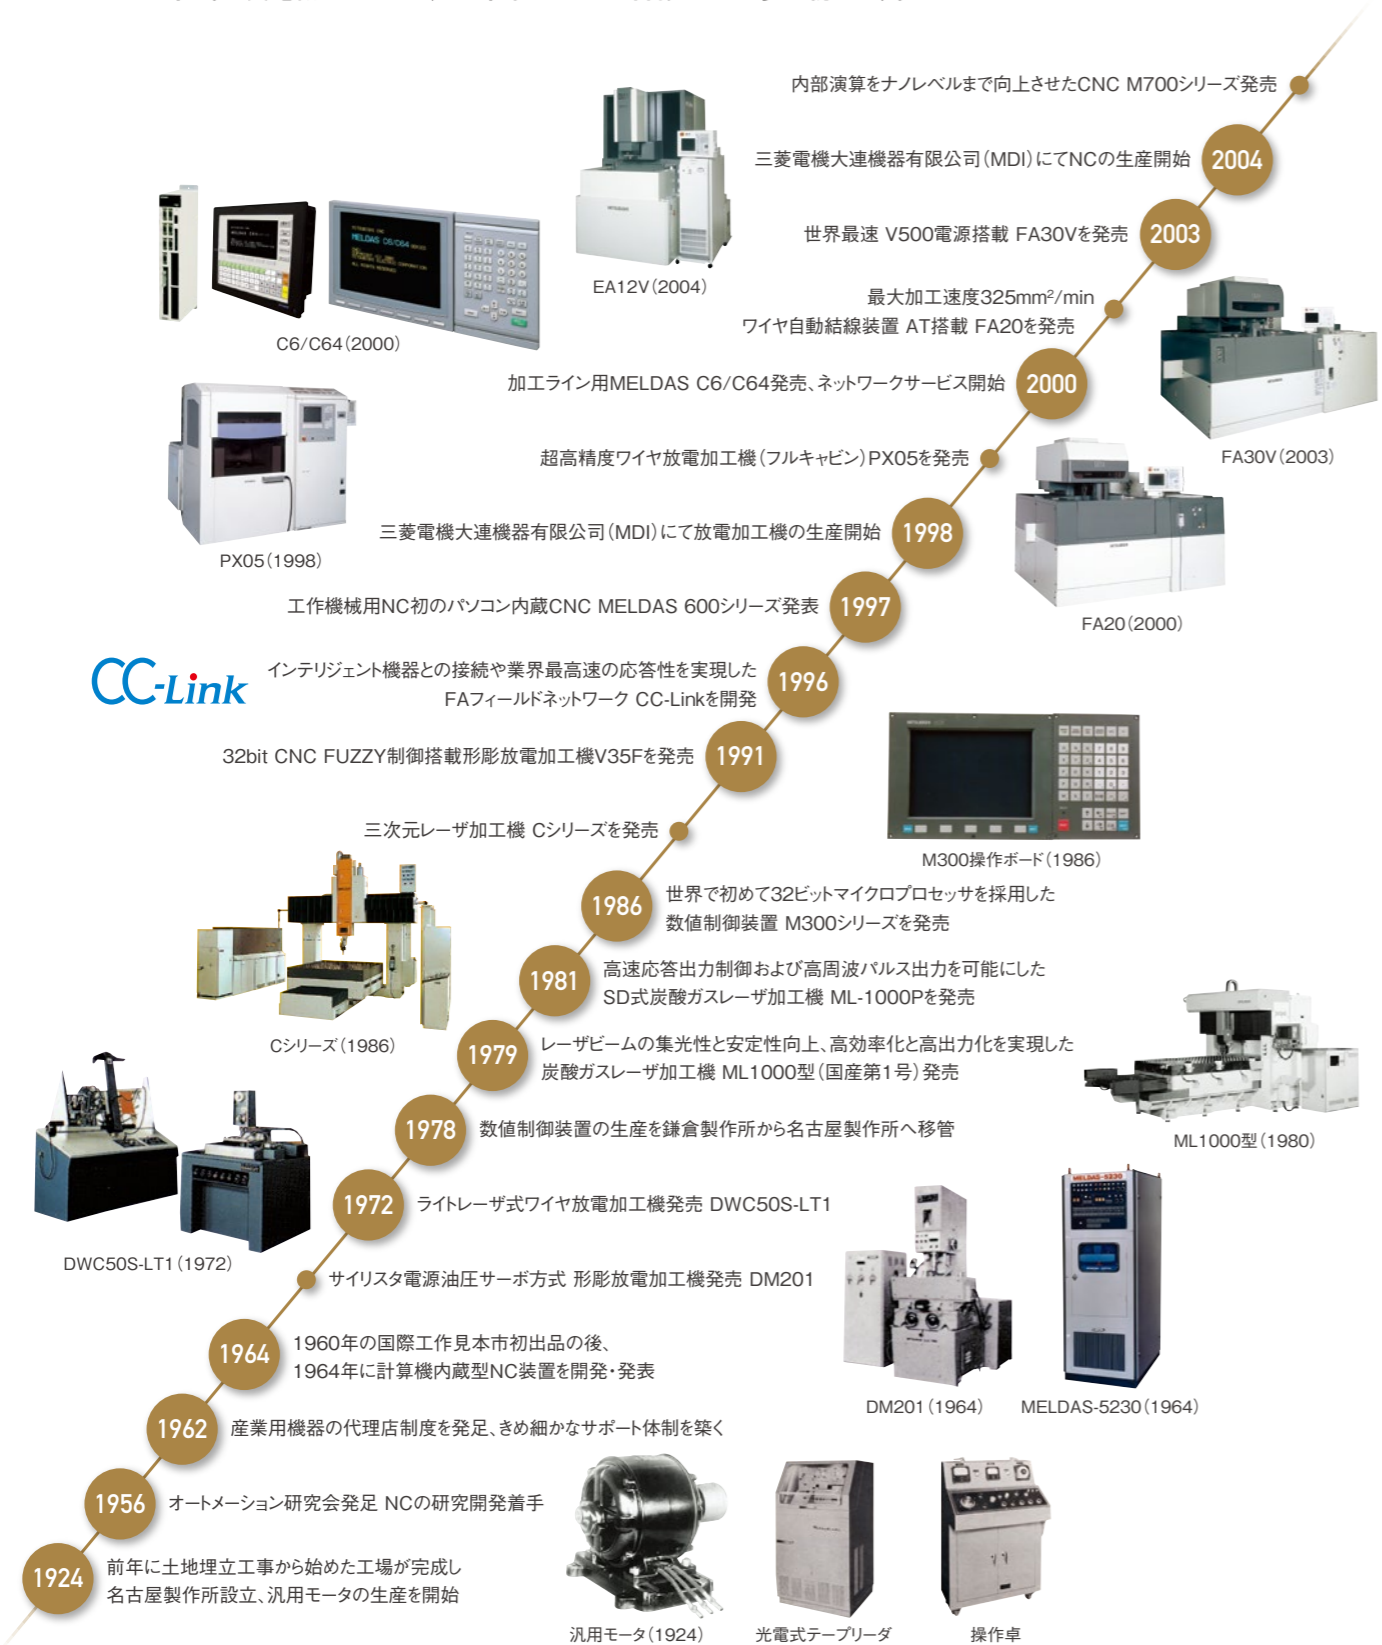 内部演算をナノレベルまで向上させたCNC M700シリーズ発売
2004
三菱電機大連機器有限公司(MDI)にてNCの生産開始
2003
世界最速 V500電源搭載 FA30Vを発売
EA12V(2004)
最大加工速度325mm²/min
ワイヤ自動結線装置 AT搭載 FA20を発売
MELDAS C6/C64
C6/C64(2000)
2000
加工ライン用MELDAS C6/C64発売、ネットワークサービス開始
FA30V(2003)
超高精度ワイヤ放電加工機(フルキャビン)PX05を発売
PX05(1998)
1998
三菱電機大連機器有限公司(MDI)にて放電加工機の生産開始
FA20(2000)
1997
工作機械用NC初のパソコン内蔵CNC MELDAS 600シリーズ発表
CC-Link
1996
インテリジェント機器との接続や業界最高速の応答性を実現した
FAフィールドネットワーク CC-Linkを開発
1991
32bit CNC FUZZY制御搭載形彫放電加工機V35Fを発売
三次元レーザ加工機 Cシリーズを発売
M300操作ボード(1986)
1986
世界で初めて32ビットマイクロプロセッサを採用した
数値制御装置 M300シリーズを発売
1981
高速応答出力制御および高周波パルス出力を可能にした
SD式炭酸ガスレーザ加工機 ML-1000Pを発売
Cシリーズ(1986)
1979
レーザビームの集光性と安定性向上、高効率化と高出力化を実現した
炭酸ガスレーザ加工機 ML1000型(国産第1号)発売
ML1000型(1980)
1978
数値制御装置の生産を鎌倉製作所から名古屋製作所へ移管
1972
ライトレーザ式ワイヤ放電加工機発売 DWC50S-LT1
DWC50S-LT1(1972)
サイリスタ電源油圧サーボ方式 形彫放電加工機発売 DM201
MELDAS-5230
1964
1960年の国際工作見本市初出品の後、
1964年に計算機内蔵型NC装置を開発・発表
DM201(1964)
MELDAS-5230(1964)
1962
産業用機器の代理店制度を発足、きめ細かなサポート体制を築く
1956
オートメーション研究会発足 NCの研究開発着手
1924
前年に土地埋立工事から始めた工場が完成し
名古屋製作所設立、汎用モータの生産を開始
汎用モータ(1924)
光電式テープリーダ
操作卓